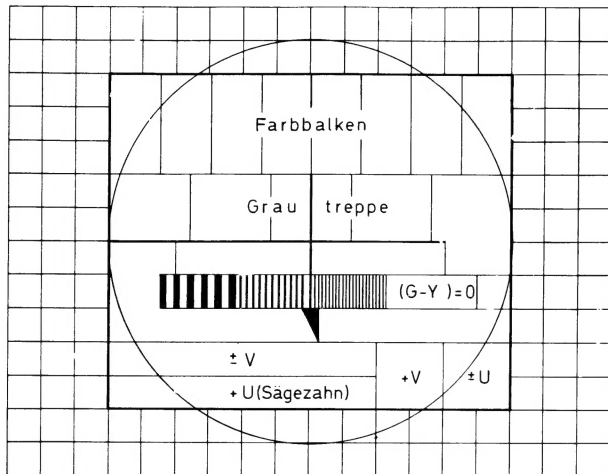 Farbbalken
Grau treppe
(G-Y)=0
± V
+U(Sägezahn)
+V
±U